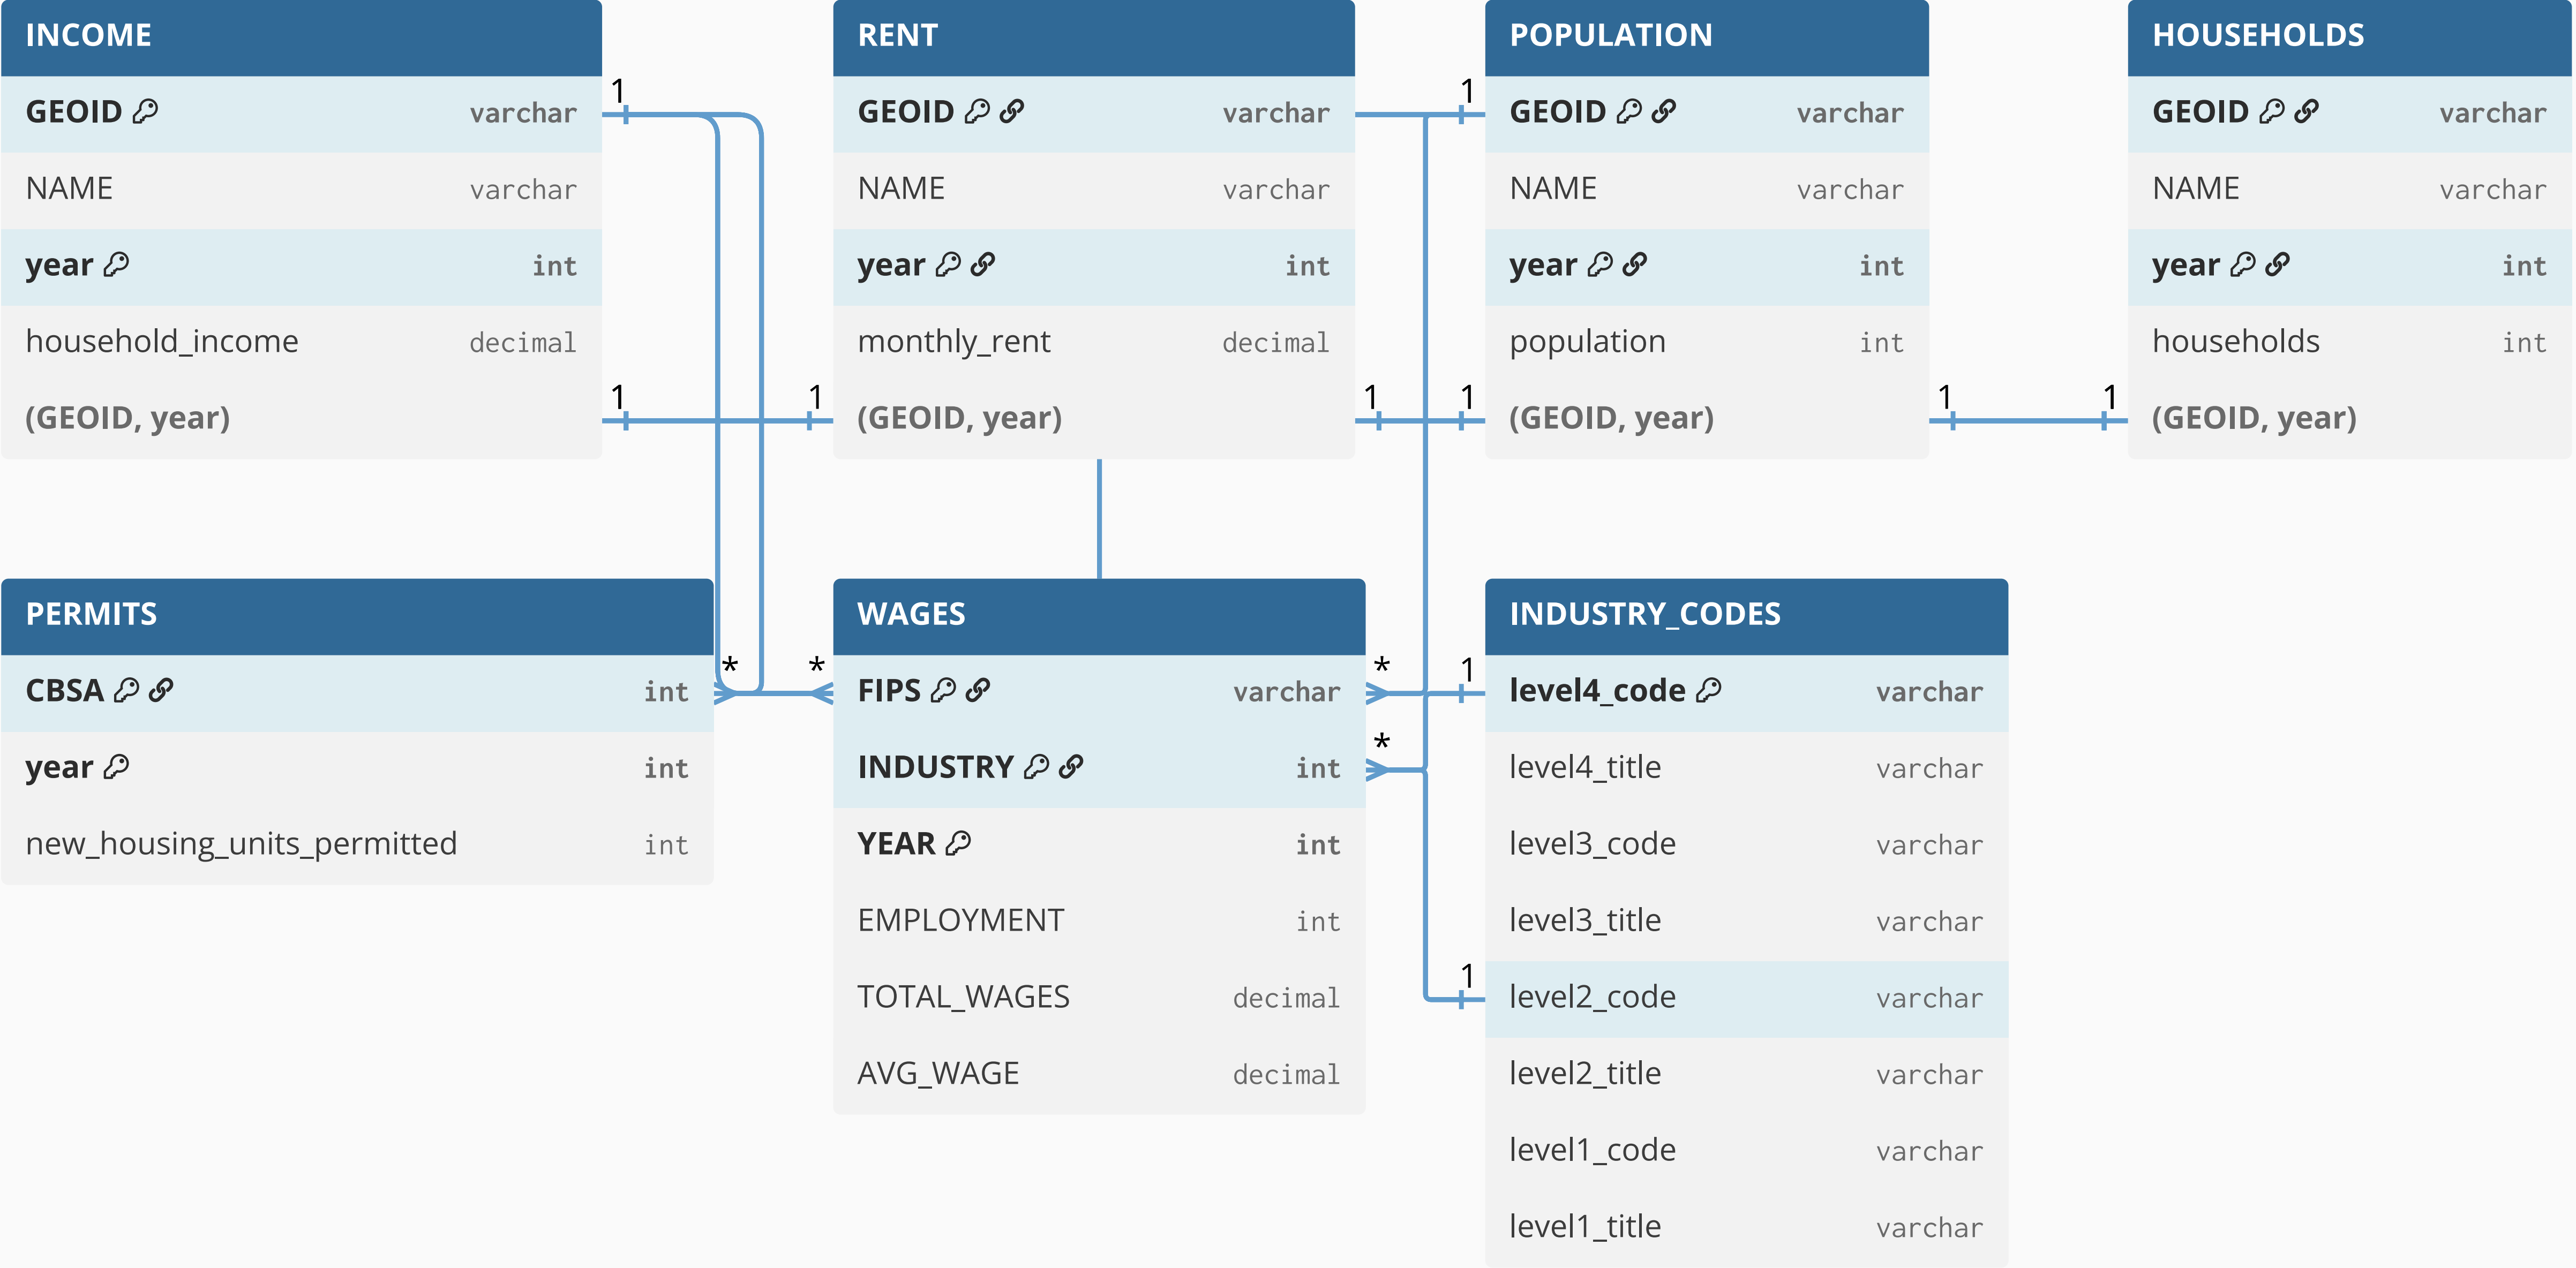 INCOME
GEOID varchar
NAME varchar
year int
household_income decimal
(GEOID, year)
1
1
RENT
GEOID varchar
NAME varchar
year int
monthly_rent decimal
(GEOID, year)
1
1
POPULATION
GEOID varchar
NAME varchar
year int
population int
(GEOID, year)
1
1
1
HOUSEHOLDS
GEOID varchar
NAME varchar
year int
households int
(GEOID, year)
1
PERMITS
CBSA int
year int
new_housing_units_permitted int
*
WAGES
FIPS varchar
INDUSTRY int
YEAR int
EMPLOYMENT int
TOTAL_WAGES decimal
AVG_WAGE decimal
*
*
*
INDUSTRY_CODES
level4_code varchar
level4_title varchar
level3_code varchar
level3_title varchar
level2_code varchar
level2_title varchar
level1_code varchar
level1_title varchar
1
1